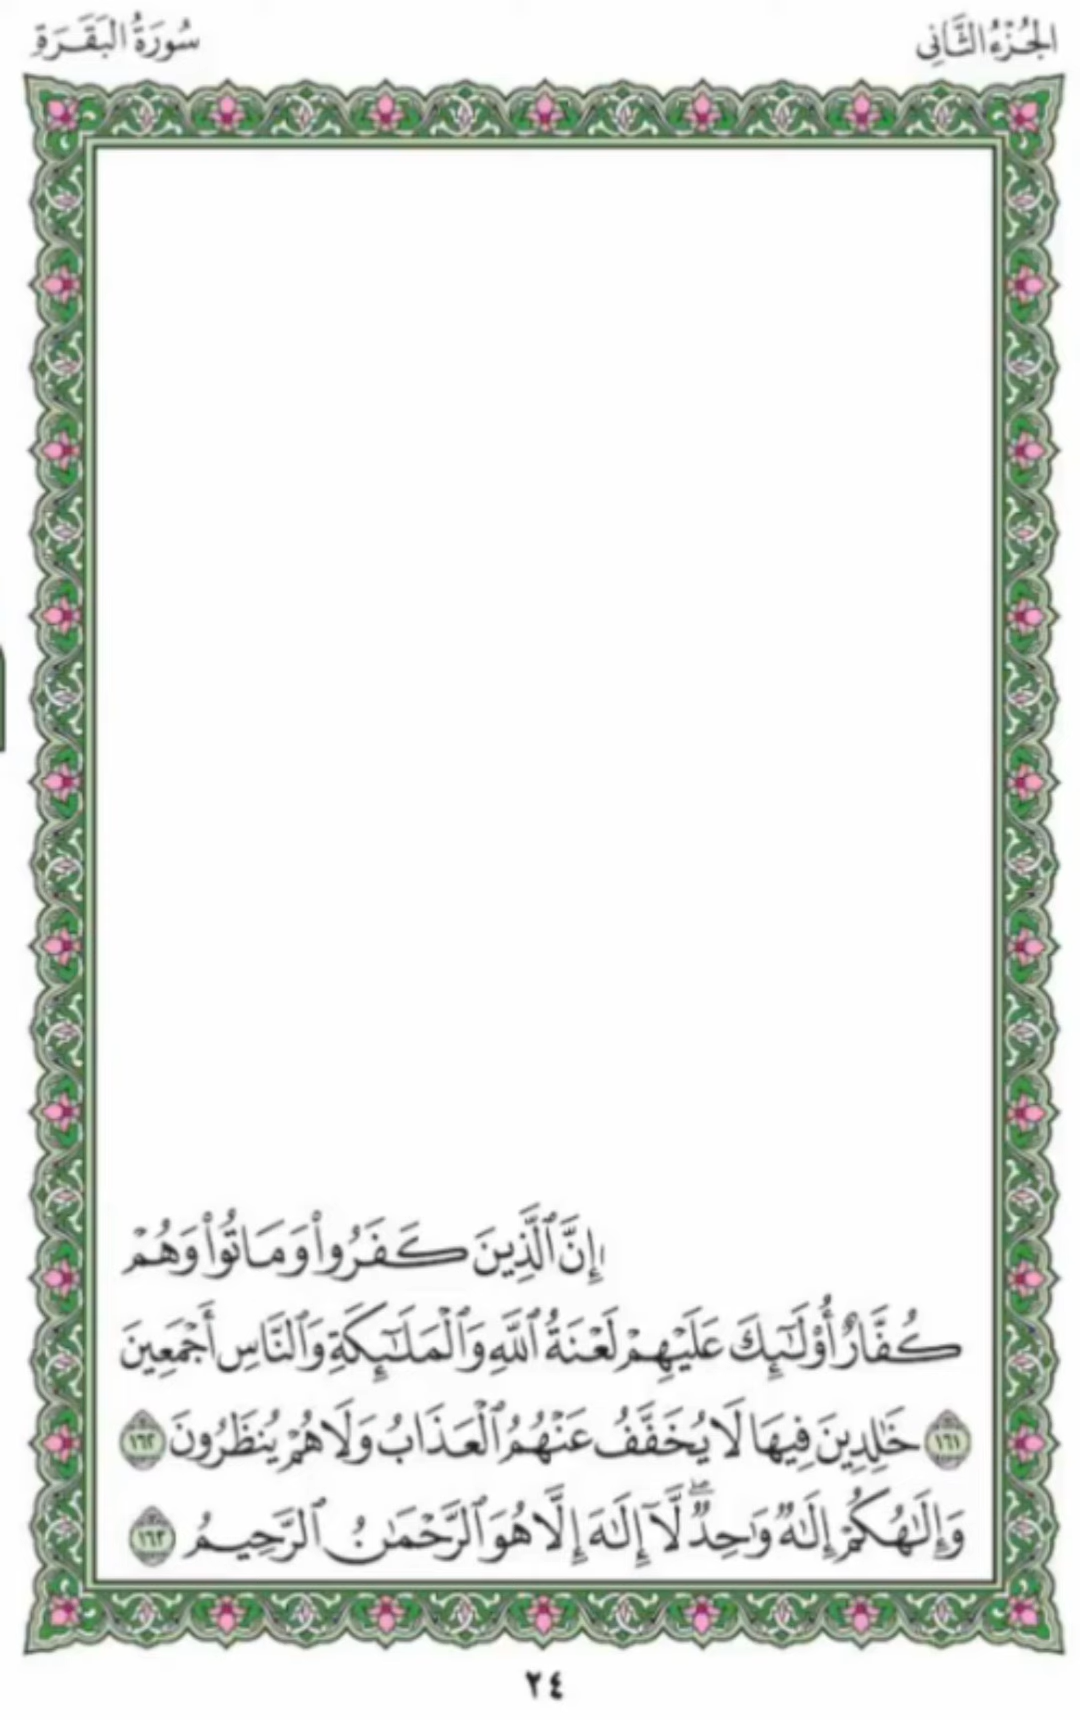 الجُزْءُ الثَّانِي
سُورَةُ البَقَرَةِ
إِنَّ ٱلَّذِينَ كَفَرُواْ وَمَاتُواْ وَهُمْ
كُفَّارٌ أُوْلَٰٓئِكَ عَلَيْهِمْ لَعْنَةُ ٱللَّهِ وَٱلْمَلَٰٓئِكَةِ وَٱلنَّاسِ أَجْمَعِينَ
١٦١ خَٰلِدِينَ فِيهَا لَا يُخَفَّفُ عَنْهُمُ ٱلْعَذَابُ وَلَا هُمْ يُنظَرُونَ ١٦٢
وَإِلَٰهُكُمْ إِلَٰهٌ وَٰحِدٌ ۖ لَّآ إِلَٰهَ إِلَّا هُوَ ٱلرَّحْمَٰنُ ٱلرَّحِيمُ ١٦٣
٢٤